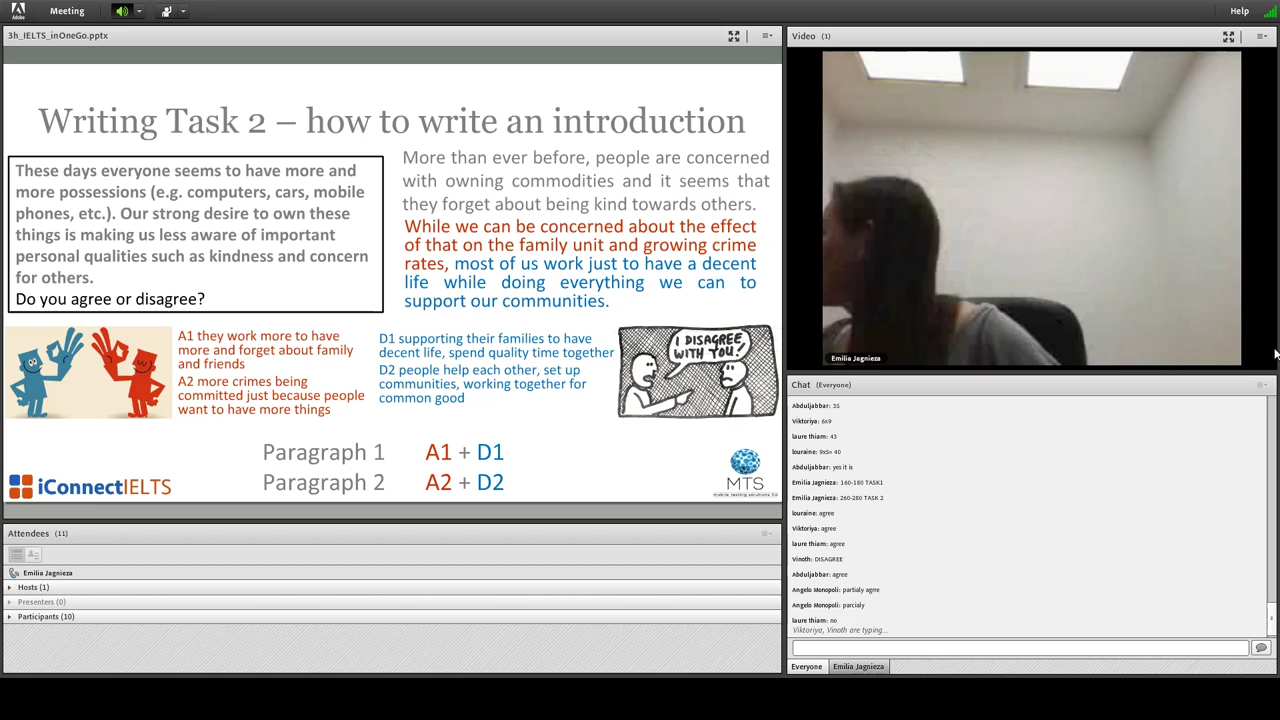 Adobe
Meeting
Help
3h_IELTS_inOneGo.pptx
Writing Task 2 – how to write an introduction
These days everyone seems to have more and
more possessions (e.g. computers, cars, mobile
phones, etc.). Our strong desire to own these
things is making us less aware of important
personal qualities such as kindness and concern
for others.
Do you agree or disagree?
More than ever before, people are concerned
with owning commodities and it seems that
they forget about being kind towards others.
While we can be concerned about the effect
of that on the family unit and growing crime
rates, most of us work just to have a decent
life while doing everything we can to
support our communities.
A1 they work more to have
more and forget about family
and friends
A2 more crimes being
committed just because people
want to have more things
D1 supporting their families to have
decent life, spend quality time together
D2 people help each other, set up
communities, working together for
common good
I DISAGREE
WITH YOU!
Paragraph 1 A1 + D1
Paragraph 2 A2 + D2
iConnectIELTS
MTS
mobile testing solutions ltd
Attendees (11)
Emilia Jagnieza
Hosts (1)
Presenters (0)
Participants (10)
Video (1)
Emilia Jagnieza
Chat (Everyone)
Abduljabbar: 35
Viktoriya: 6x9
laure thiam: 43
louraine: 9x5= 40
Abduljabbar: yes it is
Emilia Jagnieza: 160-180 TASK1
Emilia Jagnieza: 260-280 TASK 2
louraine: agree
Viktoriya: agree
laure thiam: agree
Vinoth: DISAGREE
Abduljabbar: agree
Angelo Monopoli: partialy agrre
Angelo Monopoli: parcialy
laure thiam: no
Viktoriya, Vinoth are typing...
Everyone
Emilia Jagnieza